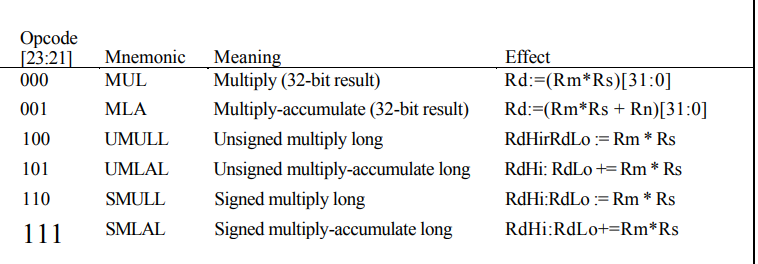 Opcode
[23:21] Mnemonic Meaning Effect
000 MUL Multiply (32-bit result) Rd:=(Rm*Rs)[31:0]
001 MLA Multiply-accumulate (32-bit result) Rd:=(Rm*Rs + Rn)[31:0]
100 UMULL Unsigned multiply long RdHirRdLo := Rm * Rs
101 UMLAL Unsigned multiply-accumulate long RdHi: RdLo += Rm * Rs
110 SMULL Signed multiply long RdHi:RdLo := Rm * Rs
111 SMLAL Signed multiply-accumulate long RdHi:RdLo+=Rm*Rs